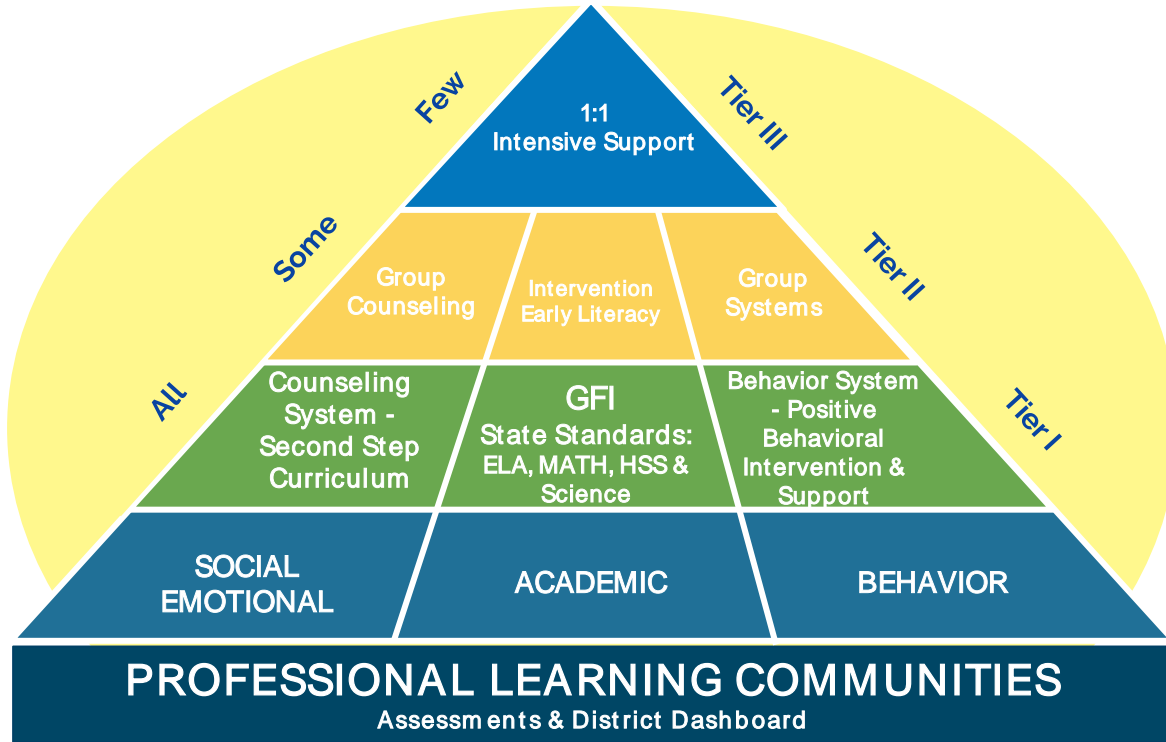 Few
Tier III
1:1
Intensive Support
Some
Tier II
Group
Counseling
Intervention
Early Literacy
Group
Systems
All
Tier I
Counseling
System -
Second Step
Curriculum
GFI
State Standards:
ELA, MATH, HSS &
Science
Behavior System
- Positive
Behavioral
Intervention &
Support
SOCIAL
EMOTIONAL
ACADEMIC
BEHAVIOR
PROFESSIONAL LEARNING COMMUNITIES
Assessments & District Dashboard